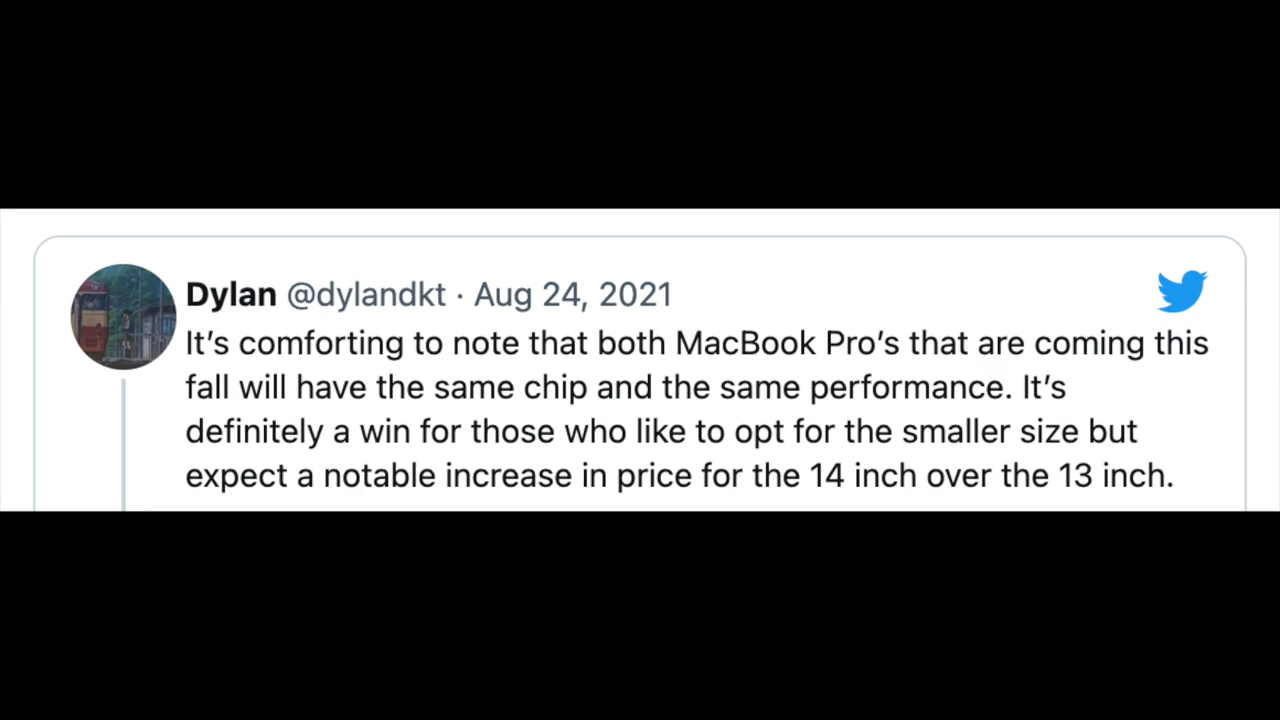 Dylan @dylandkt · Aug 24, 2021
It’s comforting to note that both MacBook Pro’s that are coming this
fall will have the same chip and the same performance. It’s
definitely a win for those who like to opt for the smaller size but
expect a notable increase in price for the 14 inch over the 13 inch.